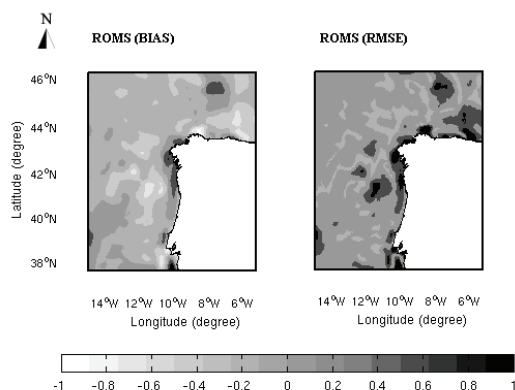 N
ROMS (BIAS)
ROMS (RMSE)
46°N
44°N
42°N
40°N
38°N
Latitude (degree)
14°W 12°W 10°W 8°W 6°W
14°W 12°W 10°W 8°W 6°W
Longitude (degree)
Longitude (degree)
-1 -0.8 -0.6 -0.4 -0.2 0 0.2 0.4 0.6 0.8 1